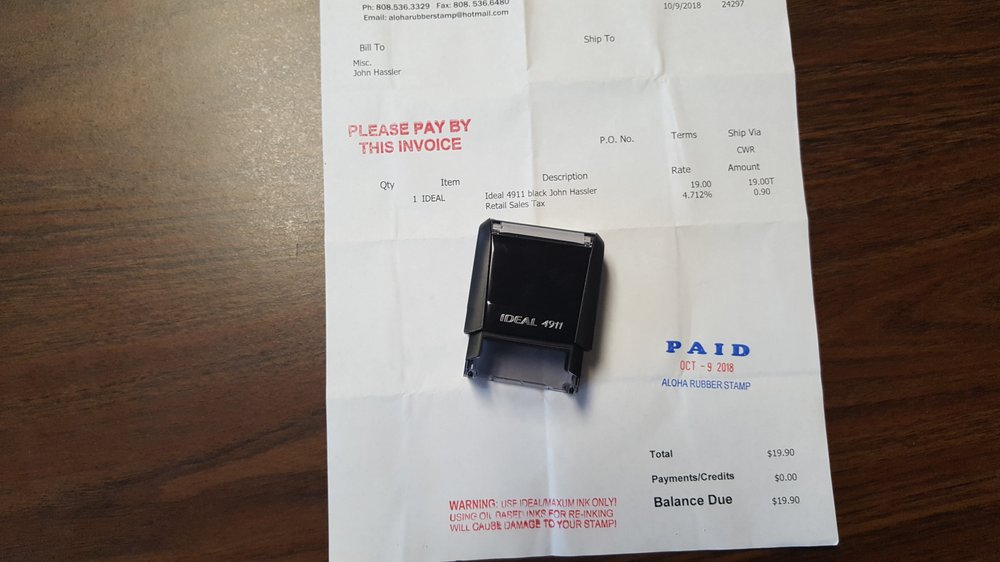 Ph: 808.536.3329 Fax: 808. 536.6480
Email: aloharubberstamp@hotmail.com
10/9/2018 24297
Bill To
Ship To
Misc.
John Hassler
PLEASE PAY BY
THIS INVOICE
P.O. No. Terms Ship Via
CWR
Qty Item Description Rate Amount
1 IDEAL Ideal 4911 black John Hassler 19.00 19.00T
Retail Sales Tax 4.712% 0.90
IDEAL 4911
PAID
OCT -9 2018
ALOHA RUBBER STAMP
Total $19.90
Payments/Credits $0.00
Balance Due $19.90
WARNING: USE IDEAL/MAXUM INK ONLY!
USING OIL BASED INKS FOR RE-INKING
WILL CAUSE DAMAGE TO YOUR STAMP!